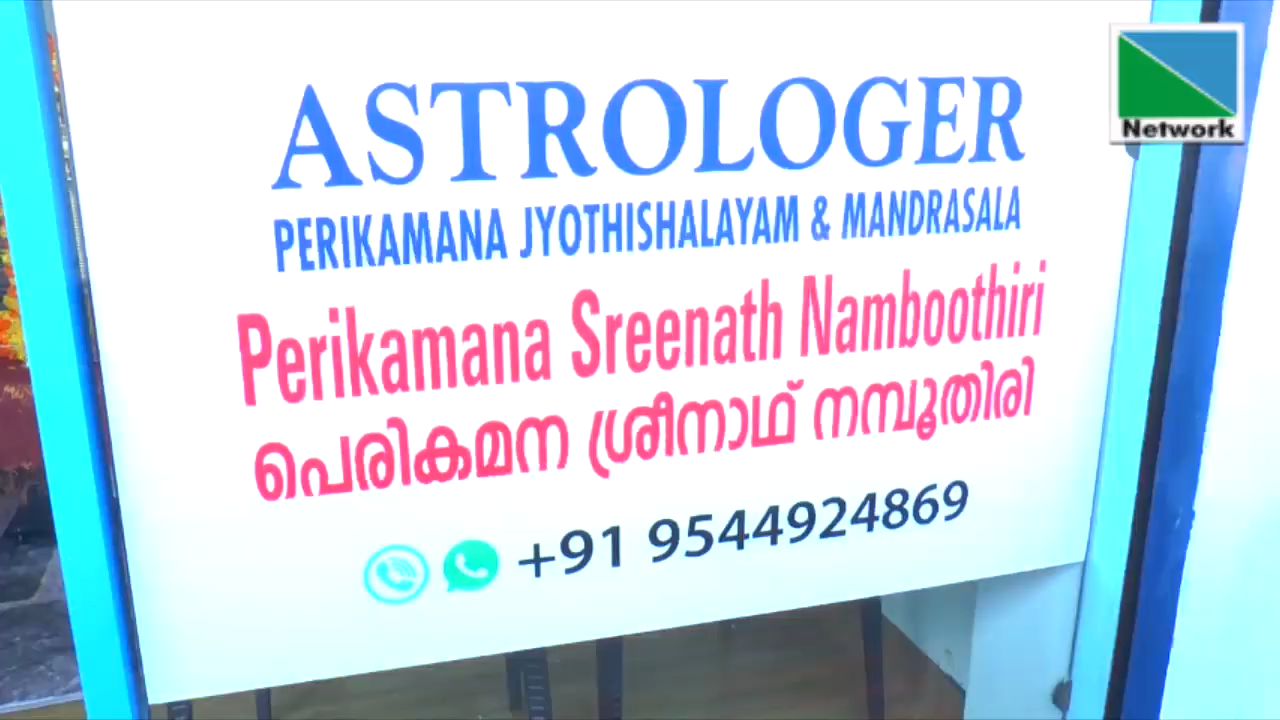 Network
ASTROLOGER
PERIKAMANA JYOTHISHALAYAM & MANDRASALA
Perikamana Sreenath Namboothiri
പെരികമന ശ്രീനാഥ് നമ്പൂതിരി
+91 9544924869